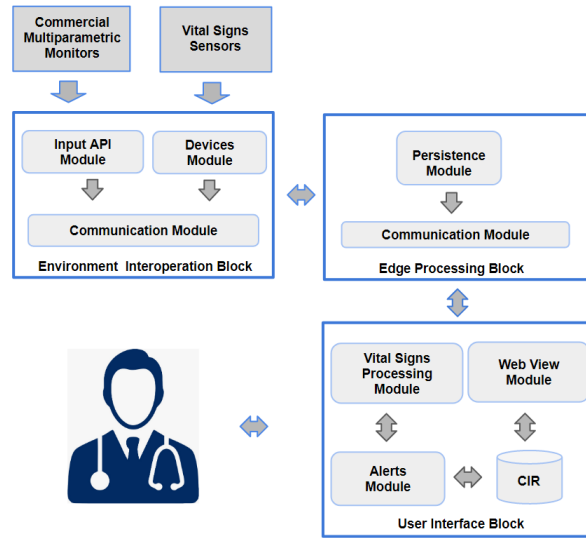 Commercial
Multiparametric
Monitors
Vital Signs
Sensors
Input API
Module
Devices
Module
Communication Module
Environment Interoperation Block
Persistence
Module
Communication Module
Edge Processing Block
Vital Signs
Processing
Module
Web View
Module
Alerts
Module
CIR
User Interface Block